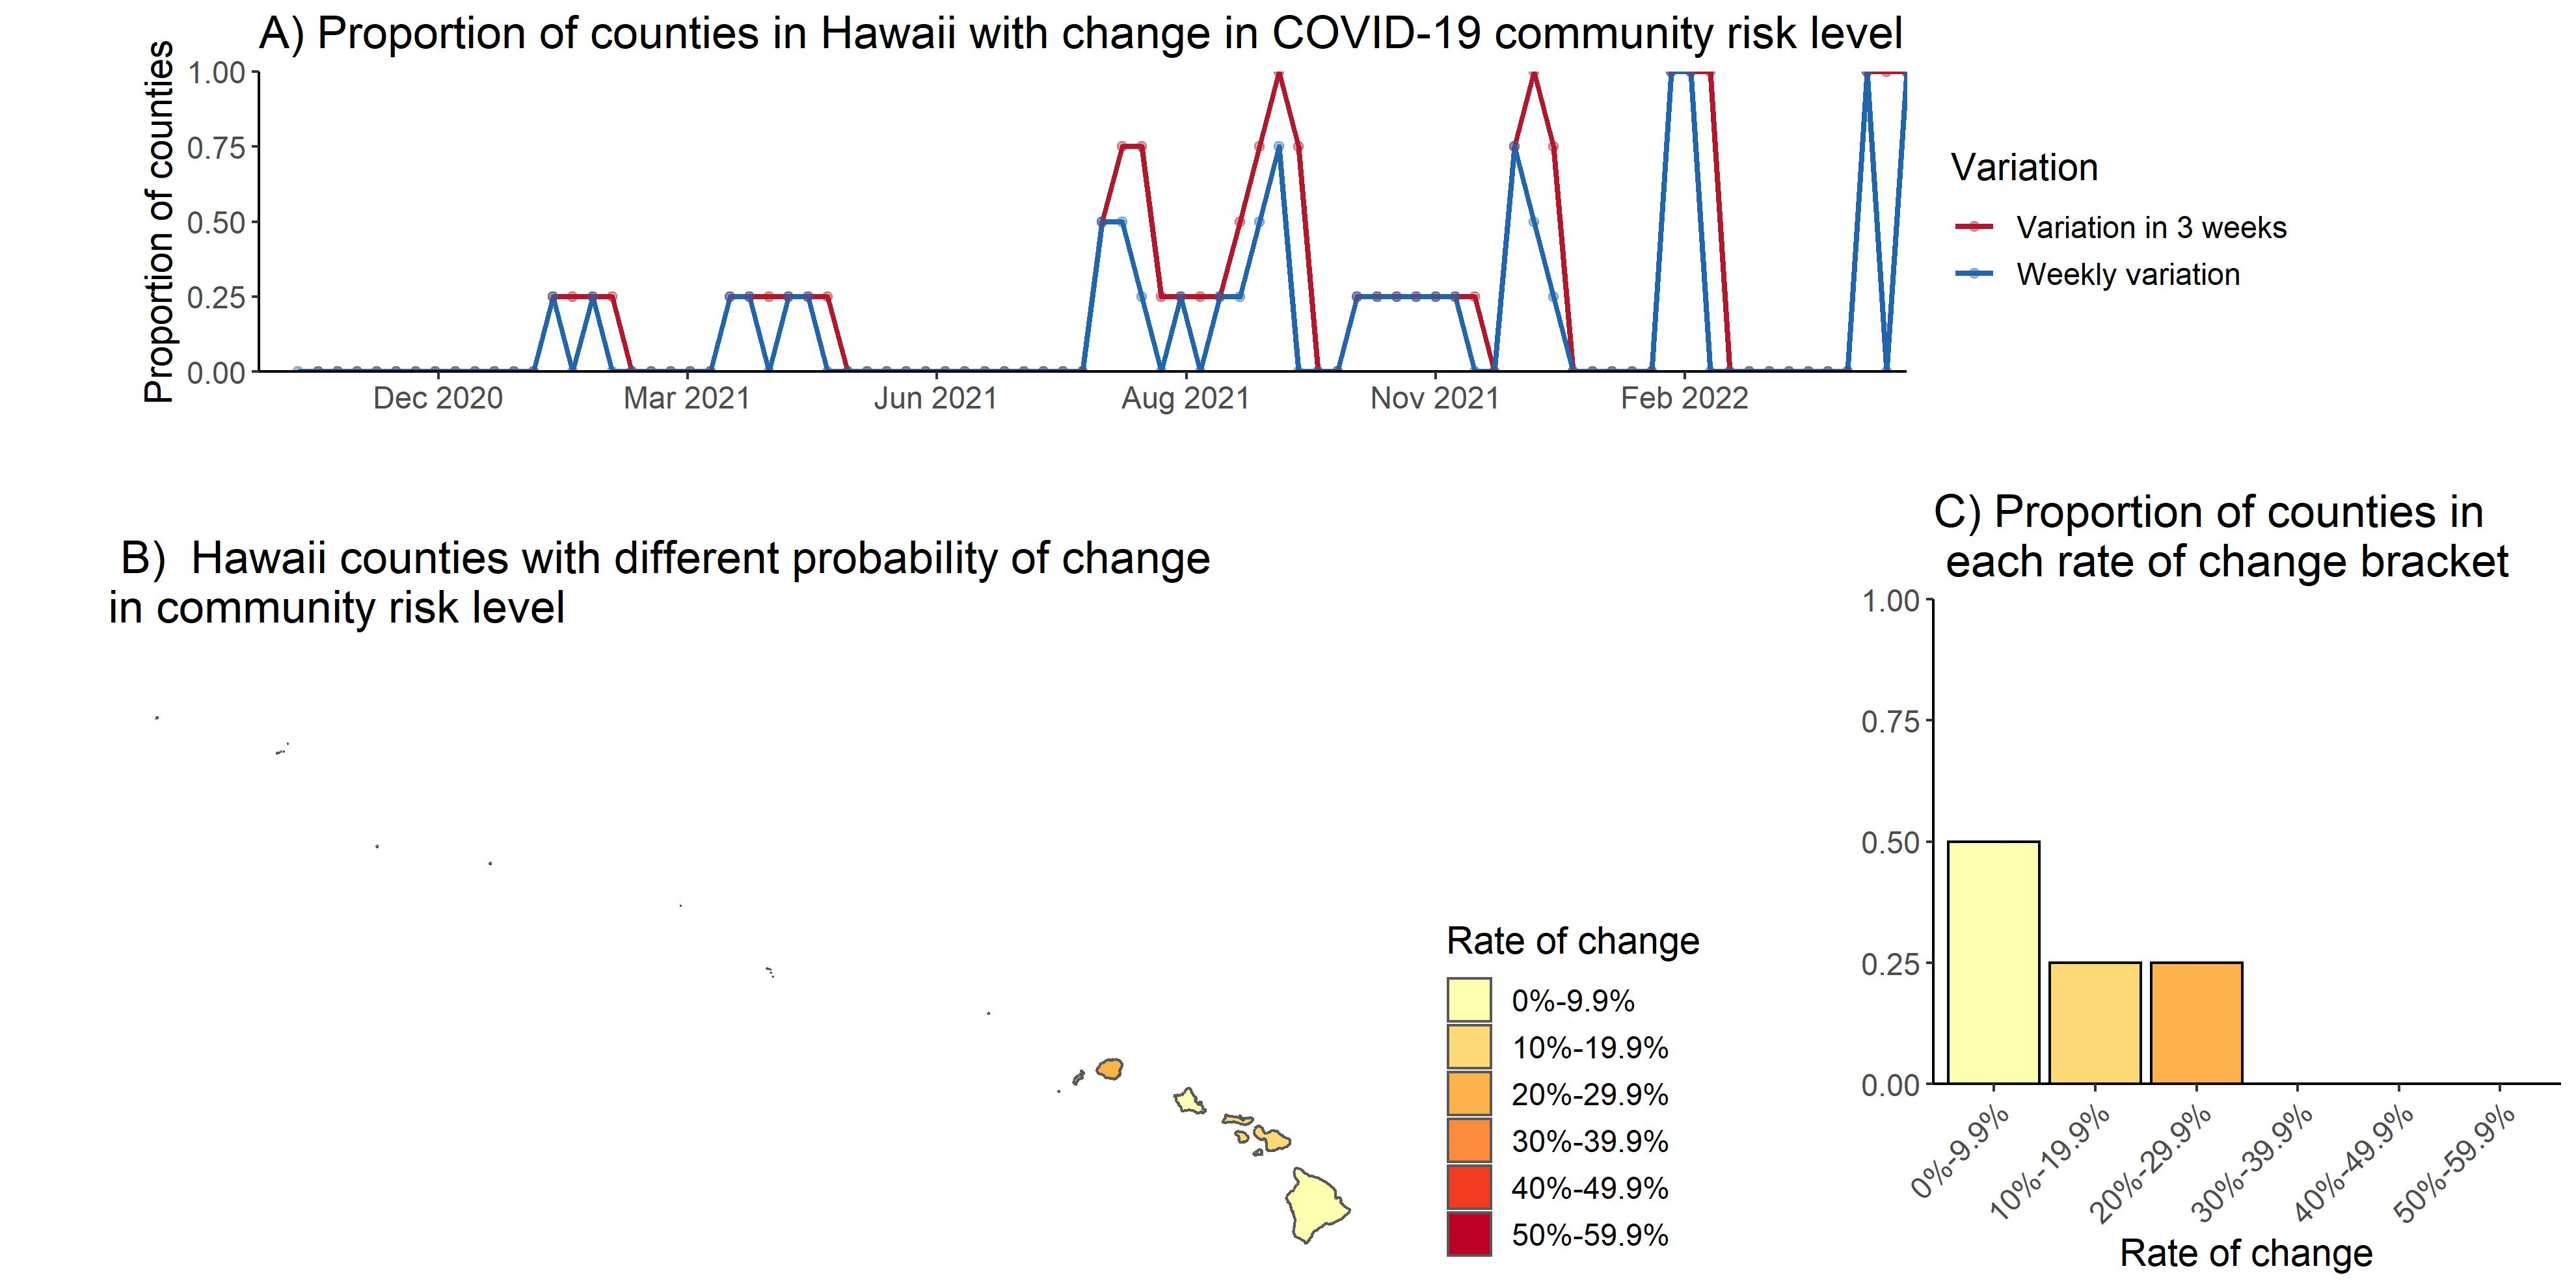 A) Proportion of counties in Hawaii with change in COVID-19 community risk level
Proportion of counties
1.00
0.75
0.50
0.25
0.00
Dec 2020 Mar 2021 Jun 2021 Aug 2021 Nov 2021 Feb 2022
Variation
Variation in 3 weeks
Weekly variation
B) Hawaii counties with different probability of change
in community risk level
Rate of change
0%-9.9%
10%-19.9%
20%-29.9%
30%-39.9%
40%-49.9%
50%-59.9%
C) Proportion of counties in
each rate of change bracket
1.00
0.75
0.50
0.25
0.00
0%-9.9% 10%-19.9% 20%-29.9% 30%-39.9% 40%-49.9% 50%-59.9%
Rate of change